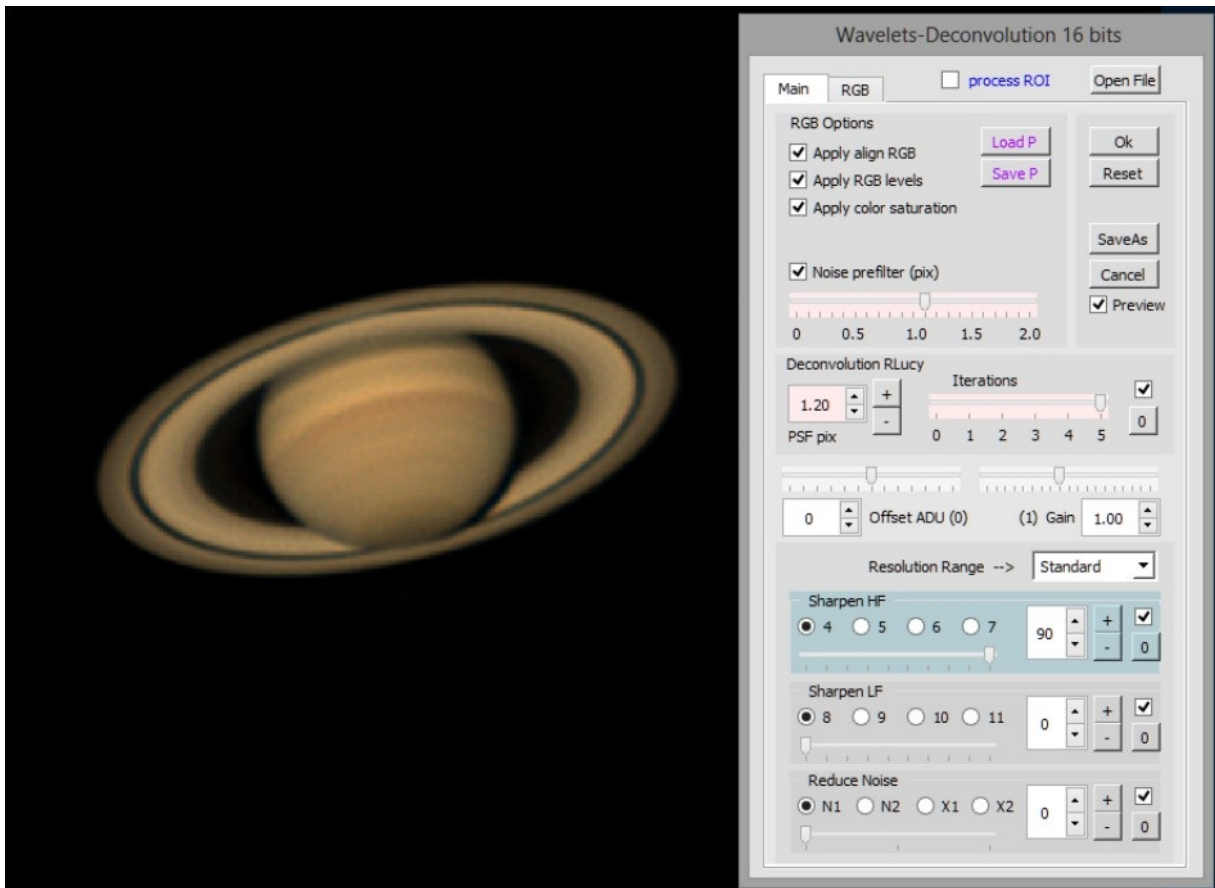 Wavelets-Deconvolution 16 bits
Main RGB process ROI Open File
RGB Options
Load P Ok
Apply align RGB
Save P Reset
Apply RGB levels
Apply color saturation
SaveAs
Noise prefilter (pix) Cancel
Preview
0 0.5 1.0 1.5 2.0
Deconvolution RLucy
Iterations
1.20 + -
0
PSF pix 0 1 2 3 4 5
0 Offset ADU (0) (1) Gain 1.00
Resolution Range --> Standard
Sharpen HF
4 5 6 7 90 + - 0
Sharpen LF
8 9 10 11 0 + - 0
Reduce Noise
N1 N2 X1 X2 0 + - 0